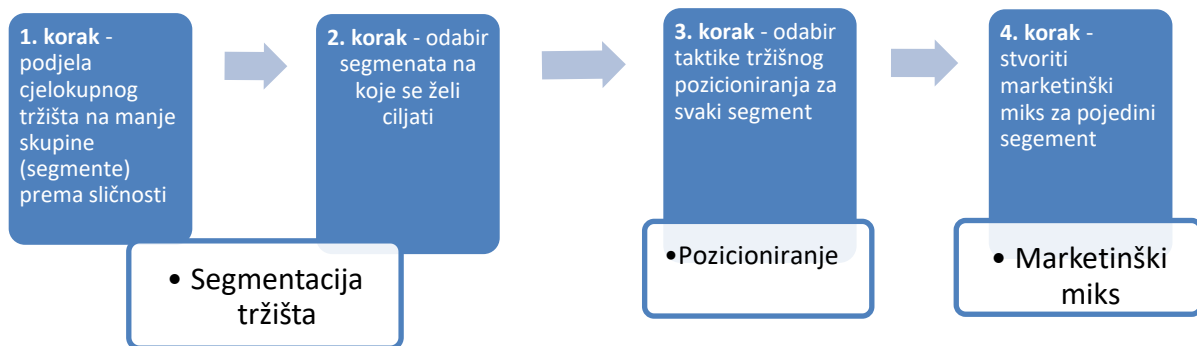 1. korak -
podjela
cjelokupnog
tržišta na manje
skupine
(segmente)
prema sličnosti
2. korak - odabir
segmenata na
koje se želi
ciljati
3. korak - odabir
taktike tržišnog
pozicioniranja za
svaki segment
4. korak -
stvoriti
marketinški
miks za pojedini
segement
• Segmentacija
tržišta
•Pozicioniranje
• Marketinški
miks